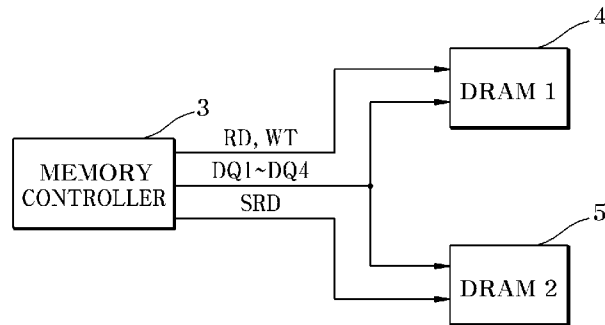 4
DRAM 1
3
RD, WT
MEMORY
CONTROLLER
DQ1~DQ4
SRD
5
DRAM 2